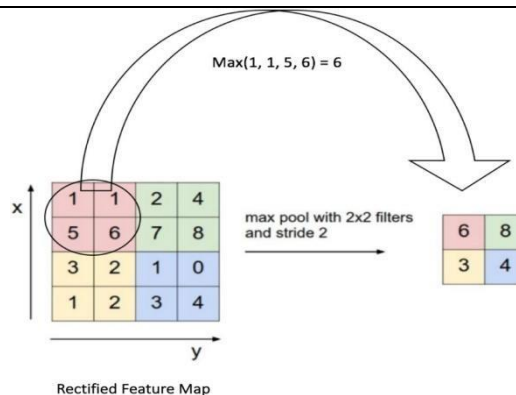 Max(1, 1, 5, 6) = 6
x
1 1 2 4
5 6 7 8
3 2 1 0
1 2 3 4
y
max pool with 2x2 filters
and stride 2
6 8
3 4
Rectified Feature Map